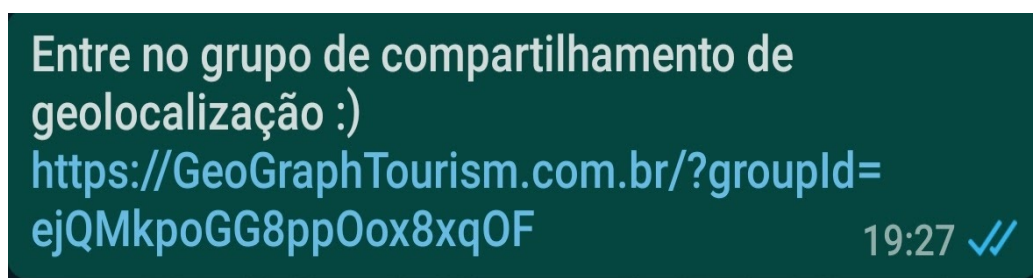 Entre no grupo de compartilhamento de
geolocalização :)
https://GeoGraphTourism.com.br/?groupId=
ejQMkpoGG8ppOox8xqOF
19:27